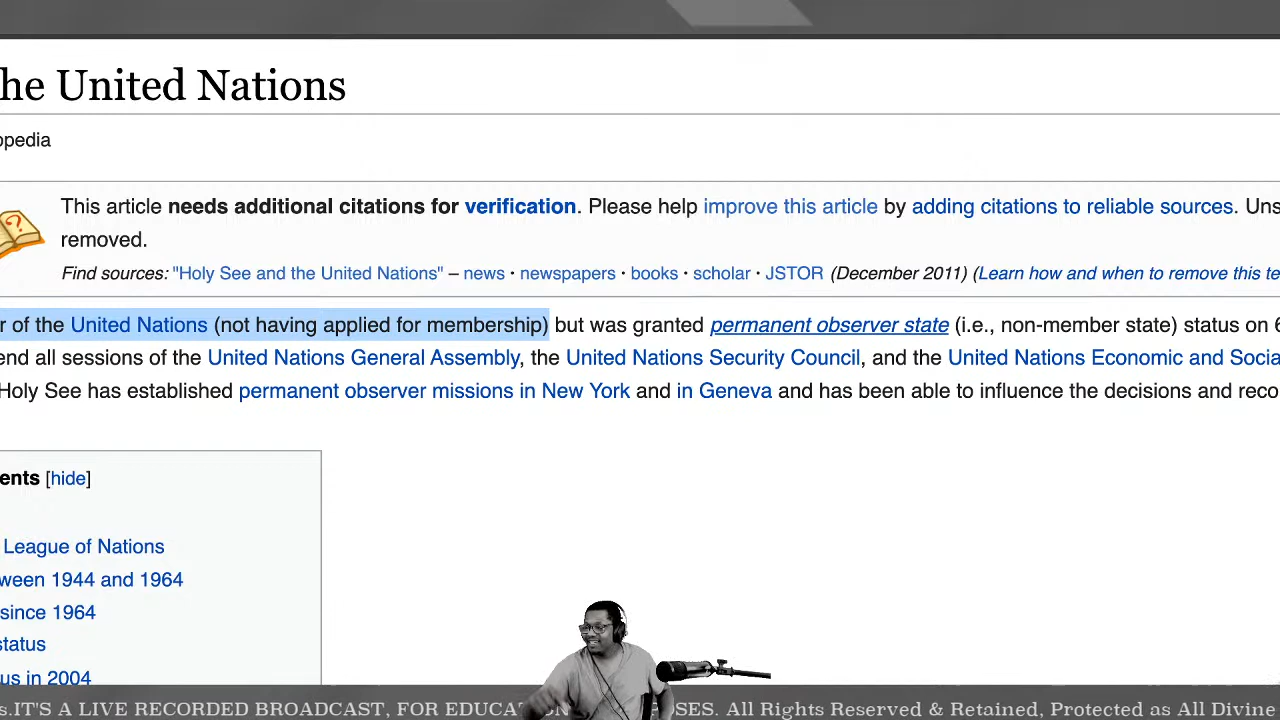 he United Nations
opedia
This article needs additional citations for verification. Please help improve this article by adding citations to reliable sources. Uns
removed.
Find sources: "Holy See and the United Nations" – news · newspapers · books · scholar · JSTOR (December 2011) (Learn how and when to remove this te
r of the United Nations (not having applied for membership) but was granted permanent observer state (i.e., non-member state) status on 6
end all sessions of the United Nations General Assembly, the United Nations Security Council, and the United Nations Economic and Socia
Holy See has established permanent observer missions in New York and in Geneva and has been able to influence the decisions and reco
ents [hide]
League of Nations
ween 1944 and 1964
since 1964
status
us in 2004
s.IT'S A LIVE RECORDED BROADCAST, FOR EDUCA ON POSES. All Rights Reserved & Retained, Protected as All Divine